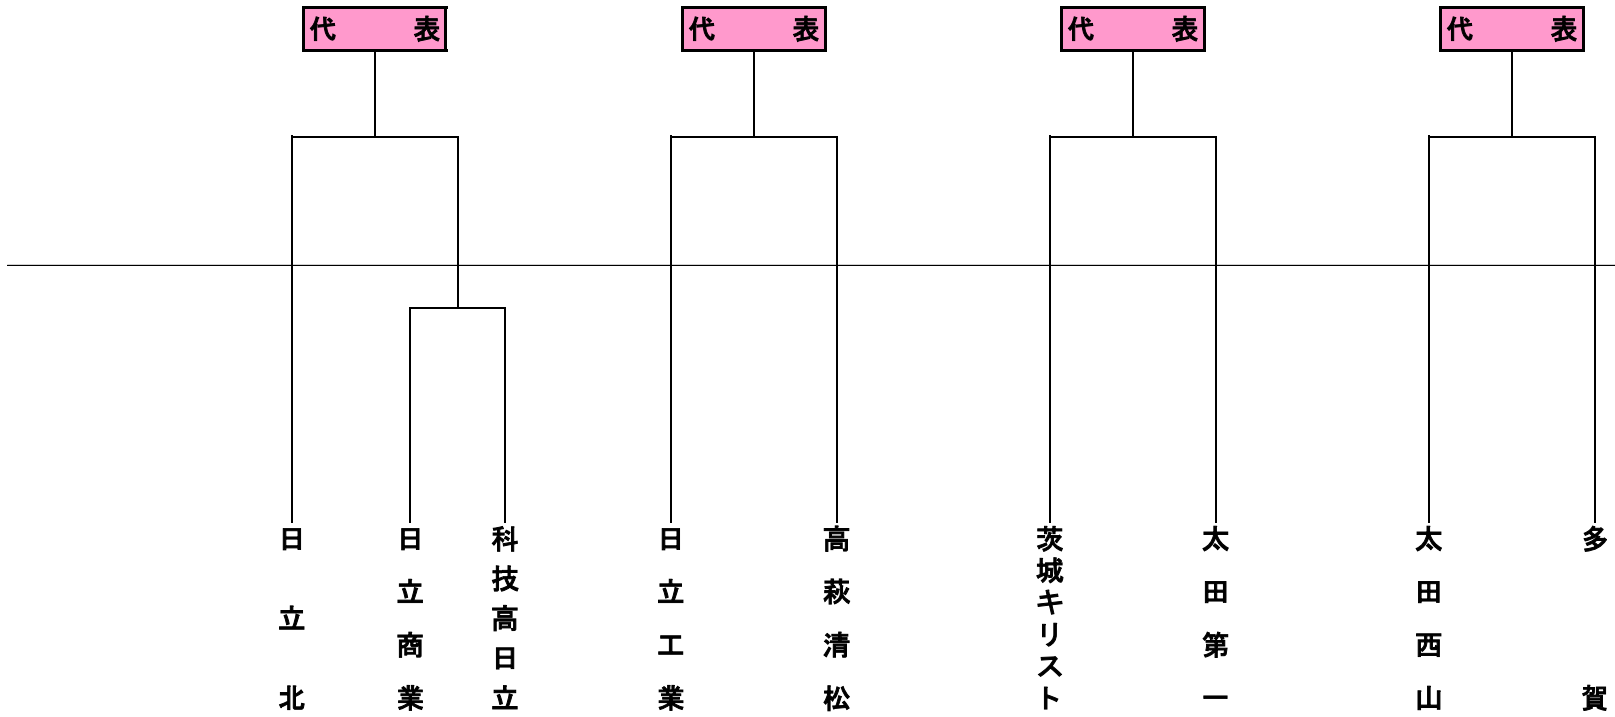 代表
代表
代表
代表
日立北
日立商業
科技高日立
日立工業
高萩清松
茨城キリスト
太田第一
太田西山
多賀